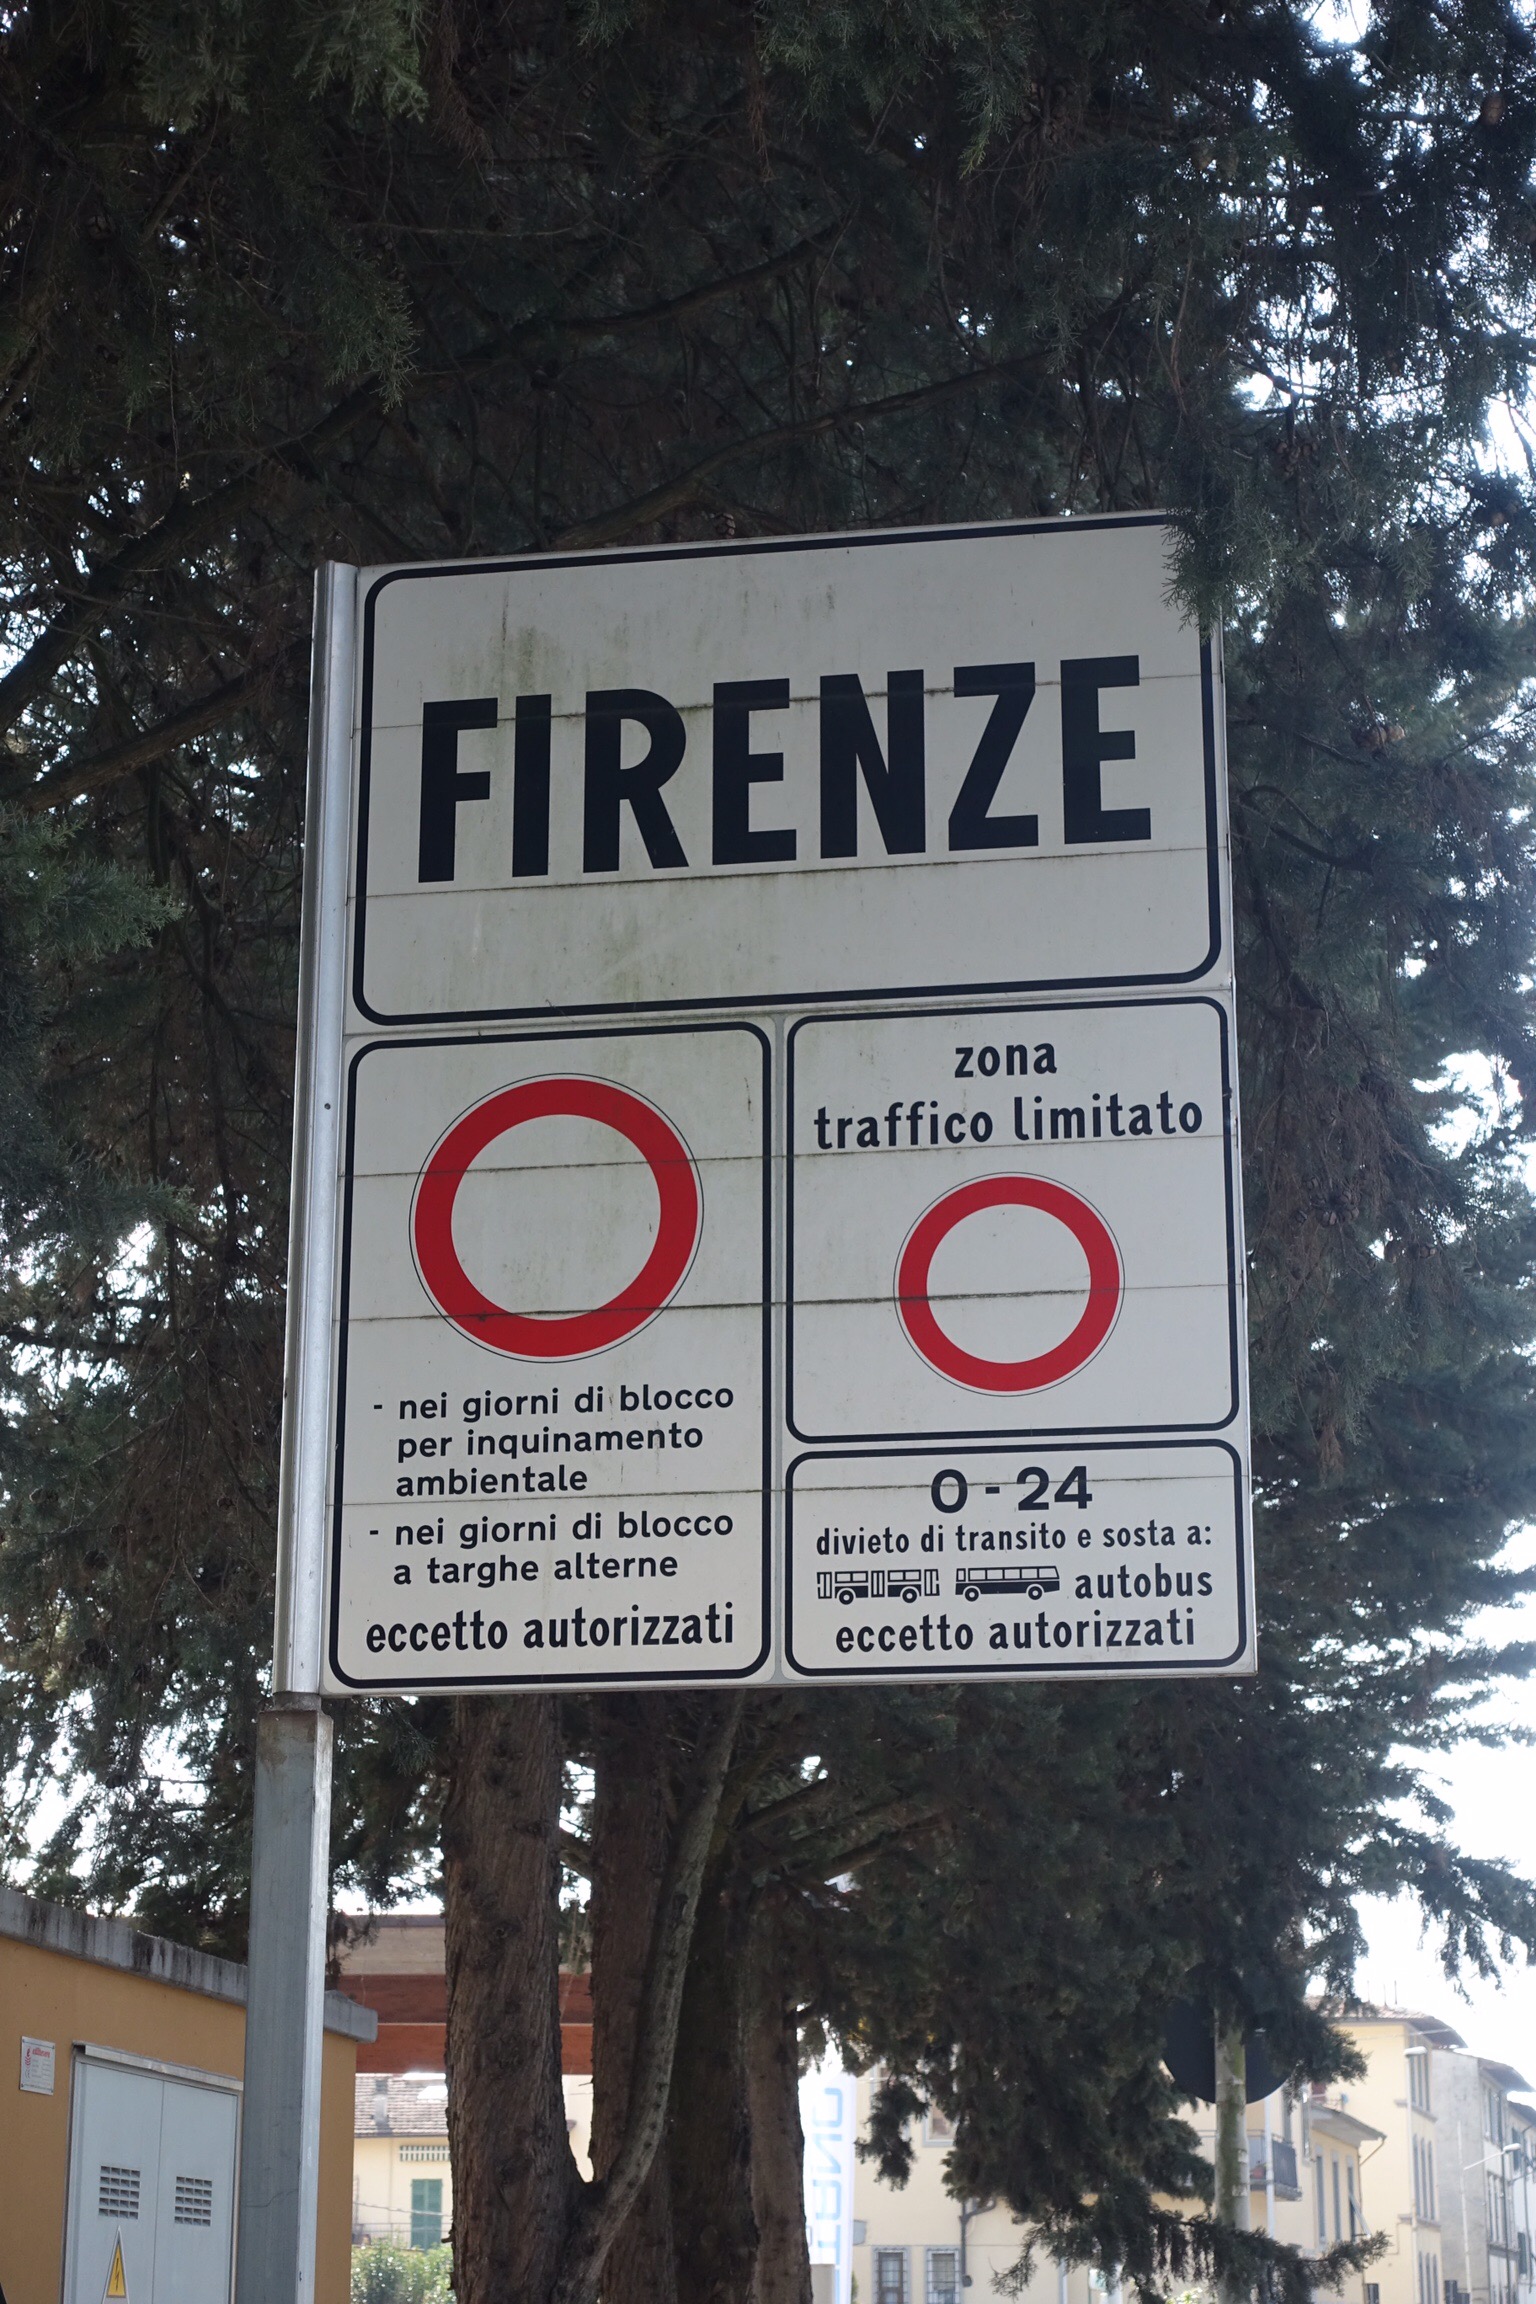 FIRENZE
- nei giorni di blocco
per inquinamento
ambientale
- nei giorni di blocco
a targhe alterne
eccetto autorizzati
zona
traffico limitato
0 - 24
divieto di transito e sosta a:
autobus
eccetto autorizzati